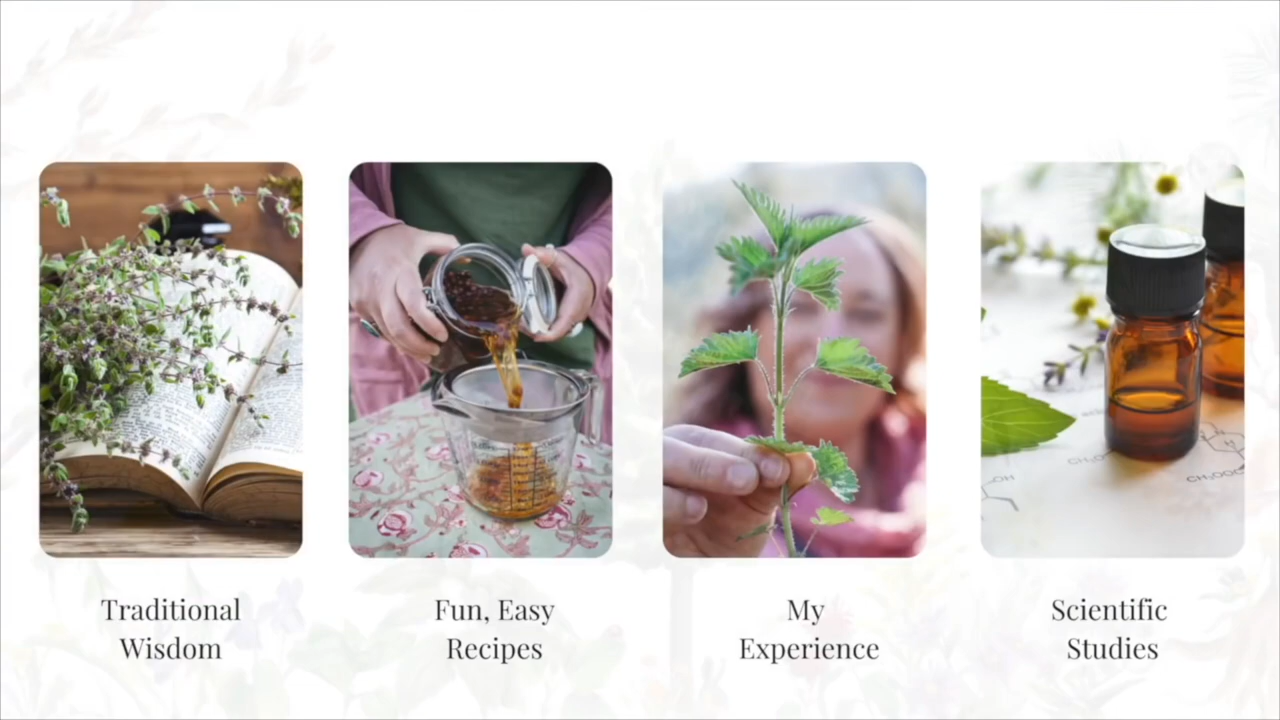 Traditional
Wisdom
Fun, Easy
Recipes
My
Experience
Scientific
Studies